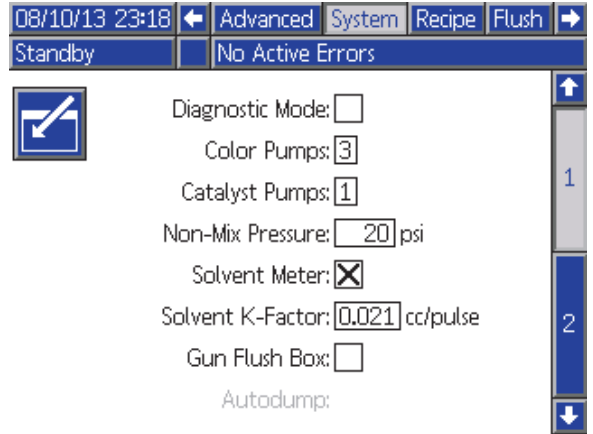 08/10/13 23:18 Advanced System Recipe Flush
Standby No Active Errors
Diagnostic Mode:
Color Pumps: 3
1
Catalyst Pumps: 1
Non-Mix Pressure: 20 psi
Solvent Meter:
Solvent K-Factor: 0.021 cc/pulse
2
Gun Flush Box:
Autodump: